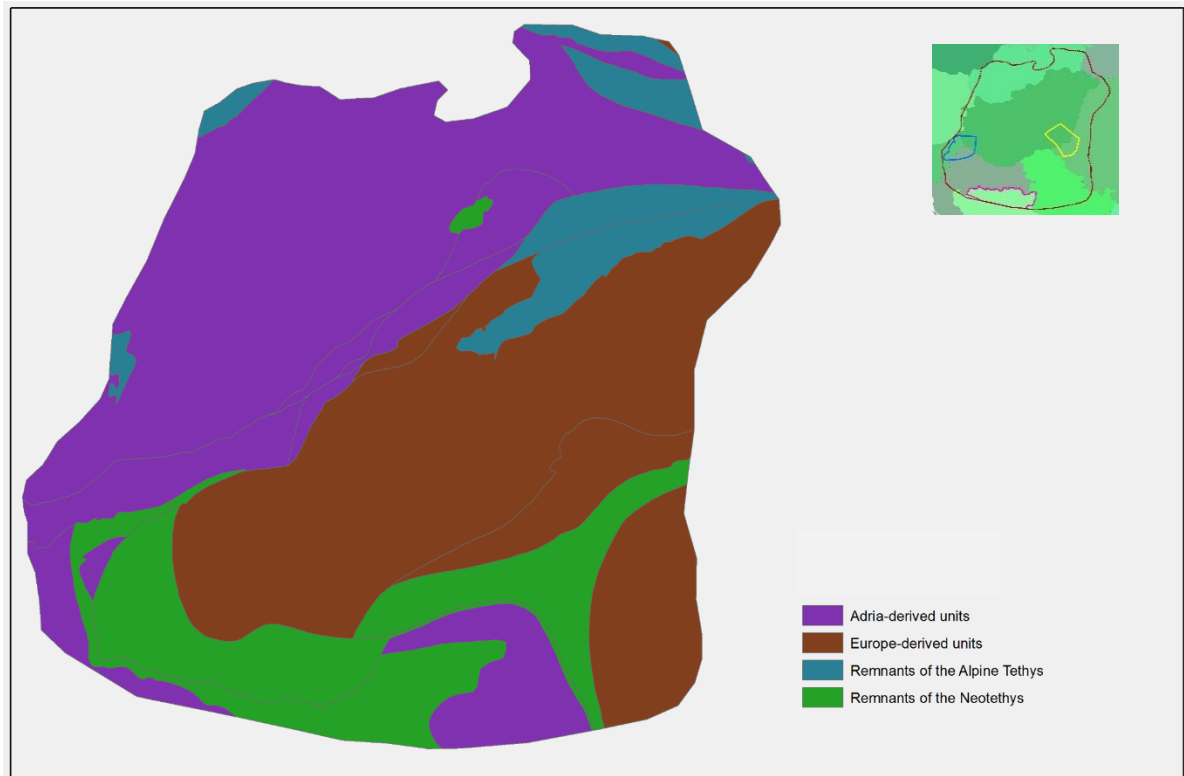 Adria-derived units
Europe-derived units
Remnants of the Alpine Tethys
Remnants of the Neotethys